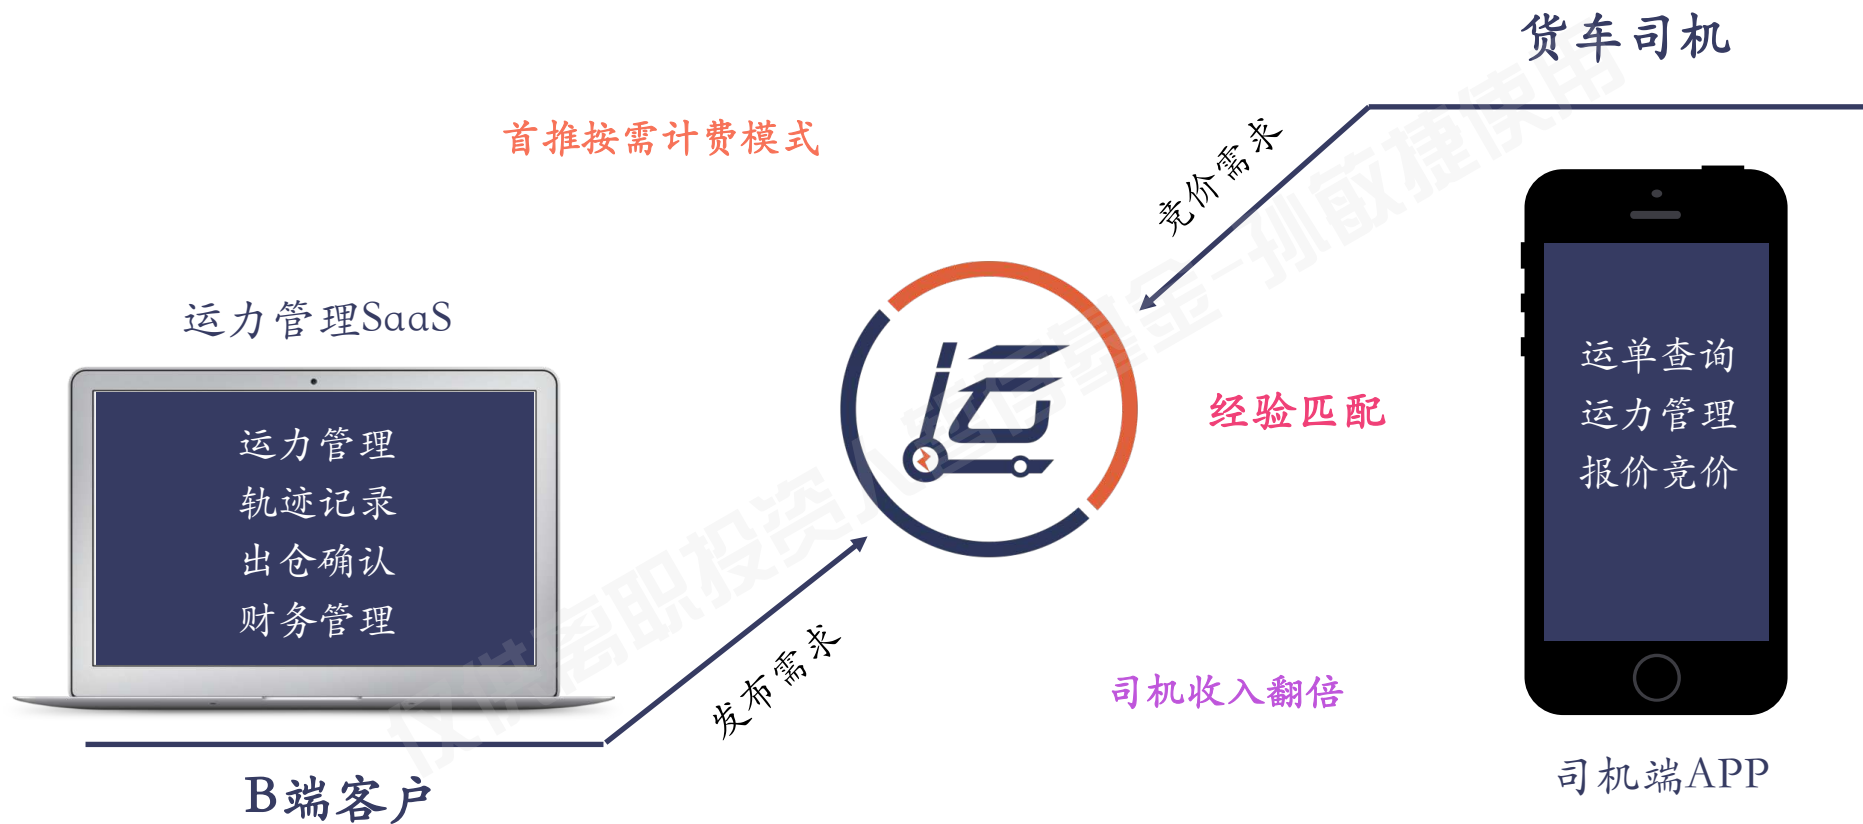 货车司机
首推按需计费模式
竞价需求
运力管理SaaS
运力管理
轨迹记录
出仓确认
财务管理
运
经验匹配
运单查询
运力管理
报价竞价
发布需求
司机收入翻倍
B端客户
司机端APP